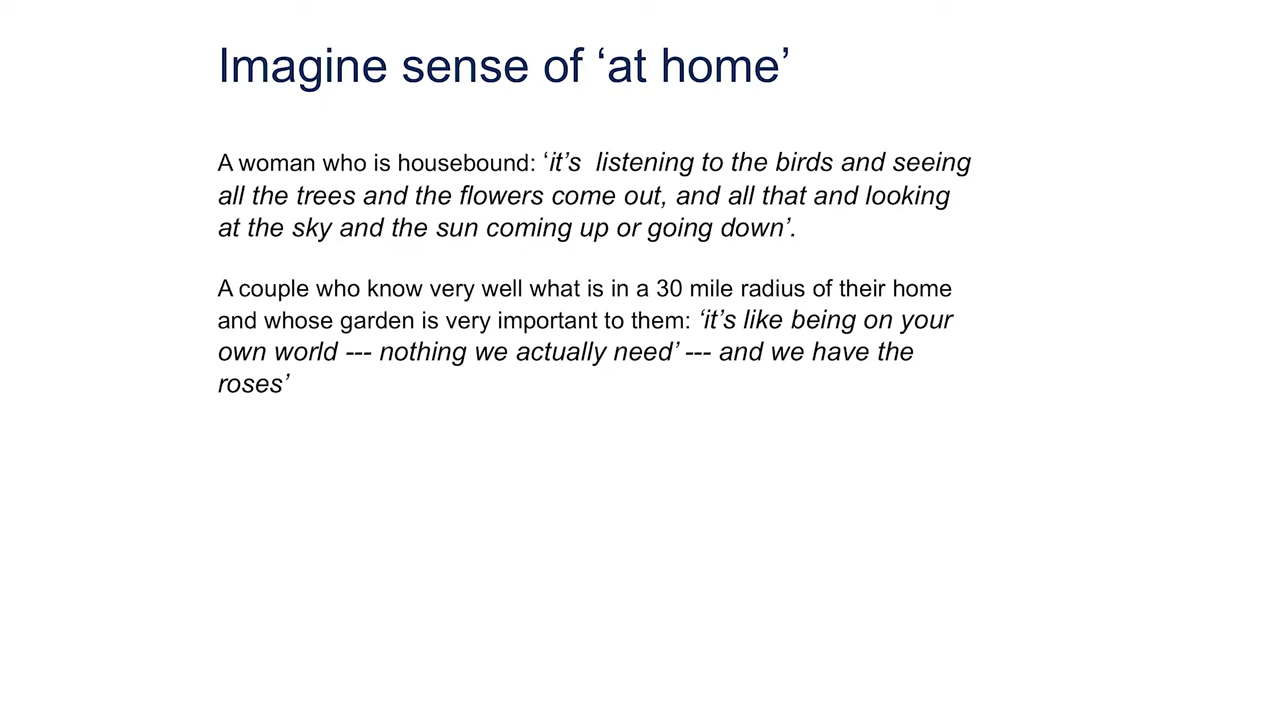 Imagine sense of ‘at home’
A woman who is housebound: ‘it’s  listening to the birds and seeing
all the trees and the flowers come out, and all that and looking
at the sky and the sun coming up or going down’.
A couple who know very well what is in a 30 mile radius of their home
and whose garden is very important to them: ‘it’s like being on your
own world --- nothing we actually need’ --- and we have the
roses’